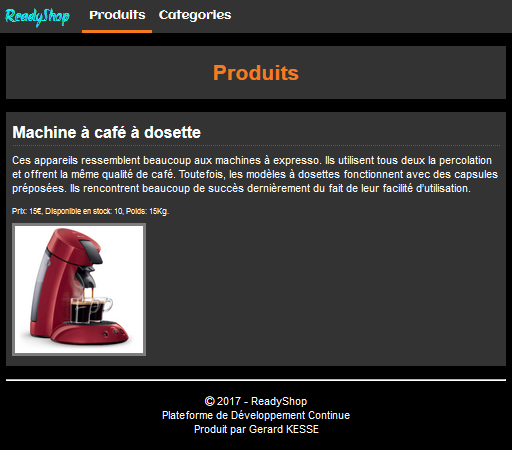 ReadyShop Produits Categories
Produits
Machine à café à dosette
Ces appareils ressemblent beaucoup aux machines à expresso. Ils utilisent tous deux la percolation
et offrent la même qualité de café. Toutefois, les modèles à dosettes fonctionnent avec des capsules
préposées. Ils rencontrent beaucoup de succès dernièrement du fait de leur facilité d'utilisation.
Prix: 15€, Disponible en stock: 10, Poids: 15Kg.
© 2017 - ReadyShop
Plateforme de Développement Continue
Produit par Gerard KESSE